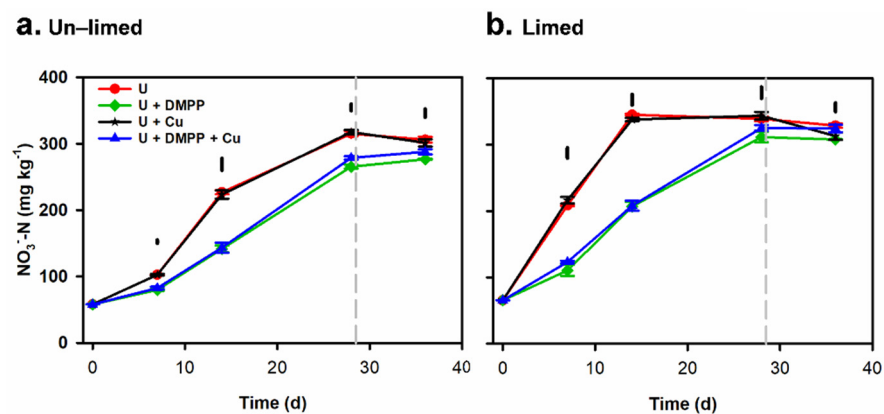 a. Un–limed
b. Limed
400
300
200
100
0
NO₃⁻-N (mg kg⁻¹)
U
U + DMPP
U + Cu
U + DMPP + Cu
0 10 20 30 40
0 10 20 30 40
Time (d)
Time (d)